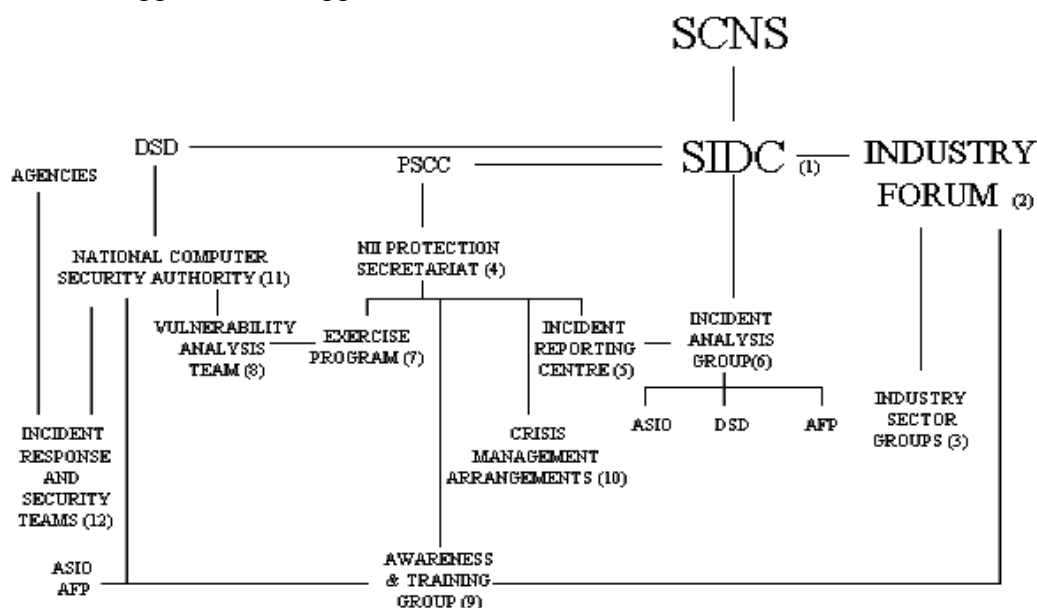 SCNS
DSD
PSCC
SIDC (1)
INDUSTRY
FORUM (2)
AGENCIES
NATIONAL COMPUTER
SECURITY AUTHORITY (11)
NII PROTECTION
SECRETARIAT (4)
VULNERABILITY
ANALYSIS
TEAM (8)
EXERCISE
PROGRAM (7)
INCIDENT
REPORTING
CENTRE (5)
INCIDENT
ANALYSIS
GROUP(6)
ASIO
DSD
AFP
INDUSTRY
SECTOR
GROUPS (3)
INCIDENT
RESPONSE
AND
SECURITY
TEAMS (12)
CRISIS
MANAGEMENT
ARRANGEMENTS (10)
ASIO
AFP
AWARENESS
& TRAINING
GROUP (9)